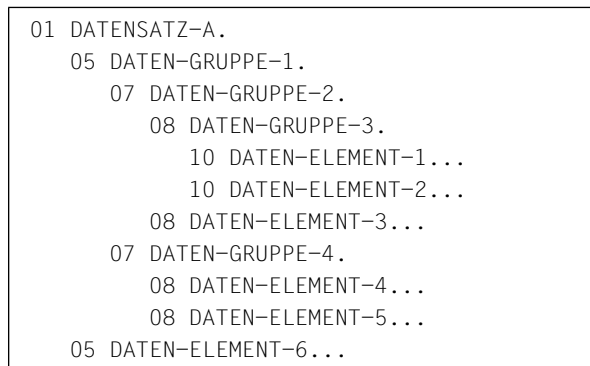 01 DATENSATZ-A.
05 DATEN-GRUPPE-1.
07 DATEN-GRUPPE-2.
08 DATEN-GRUPPE-3.
10 DATEN-ELEMENT-1...
10 DATEN-ELEMENT-2...
08 DATEN-ELEMENT-3...
07 DATEN-GRUPPE-4.
08 DATEN-ELEMENT-4...
08 DATEN-ELEMENT-5...
05 DATEN-ELEMENT-6...